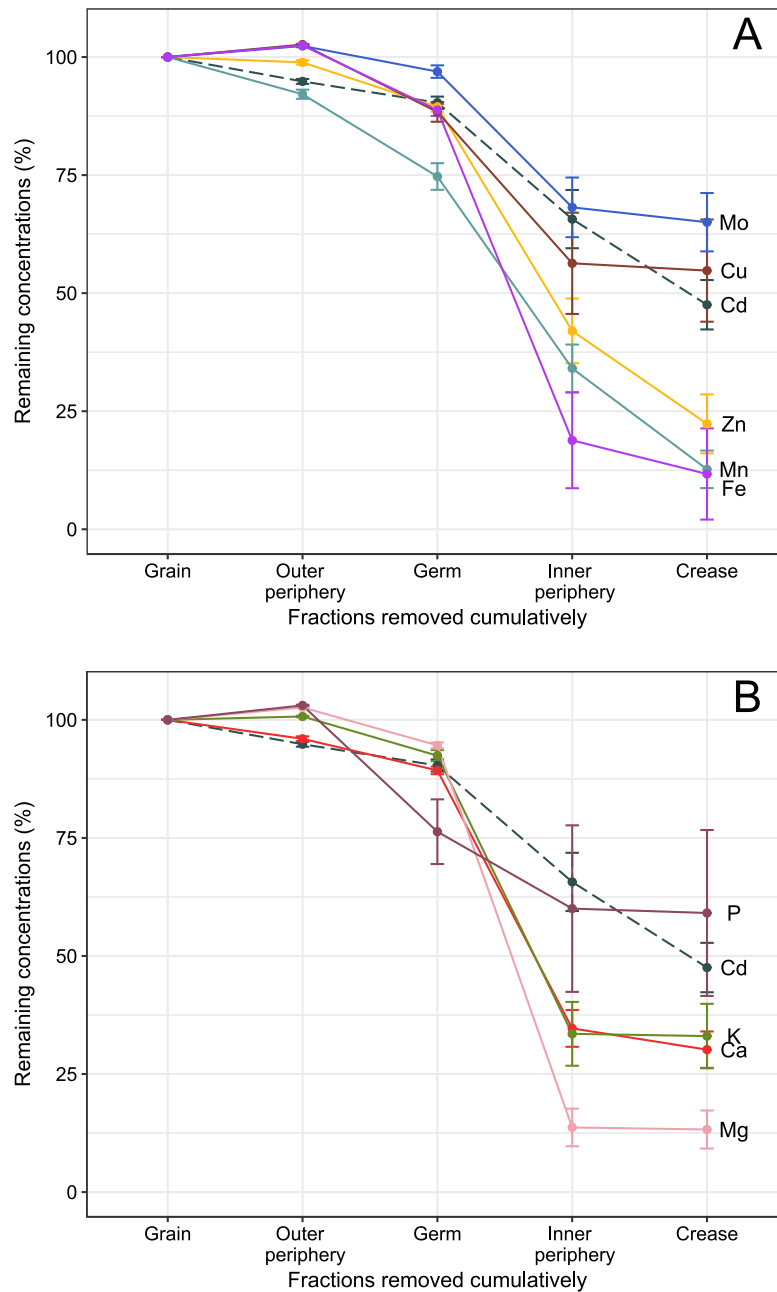 A
Remaining concentrations (%)
100
75
50
25
0
Mo
Cu
Cd
Zn
Mn
Fe
Grain
Outer
periphery
Germ
Inner
periphery
Crease
Fractions removed cumulatively
B
Remaining concentrations (%)
100
75
50
25
0
P
Cd
K
Ca
Mg
Grain
Outer
periphery
Germ
Inner
periphery
Crease
Fractions removed cumulatively